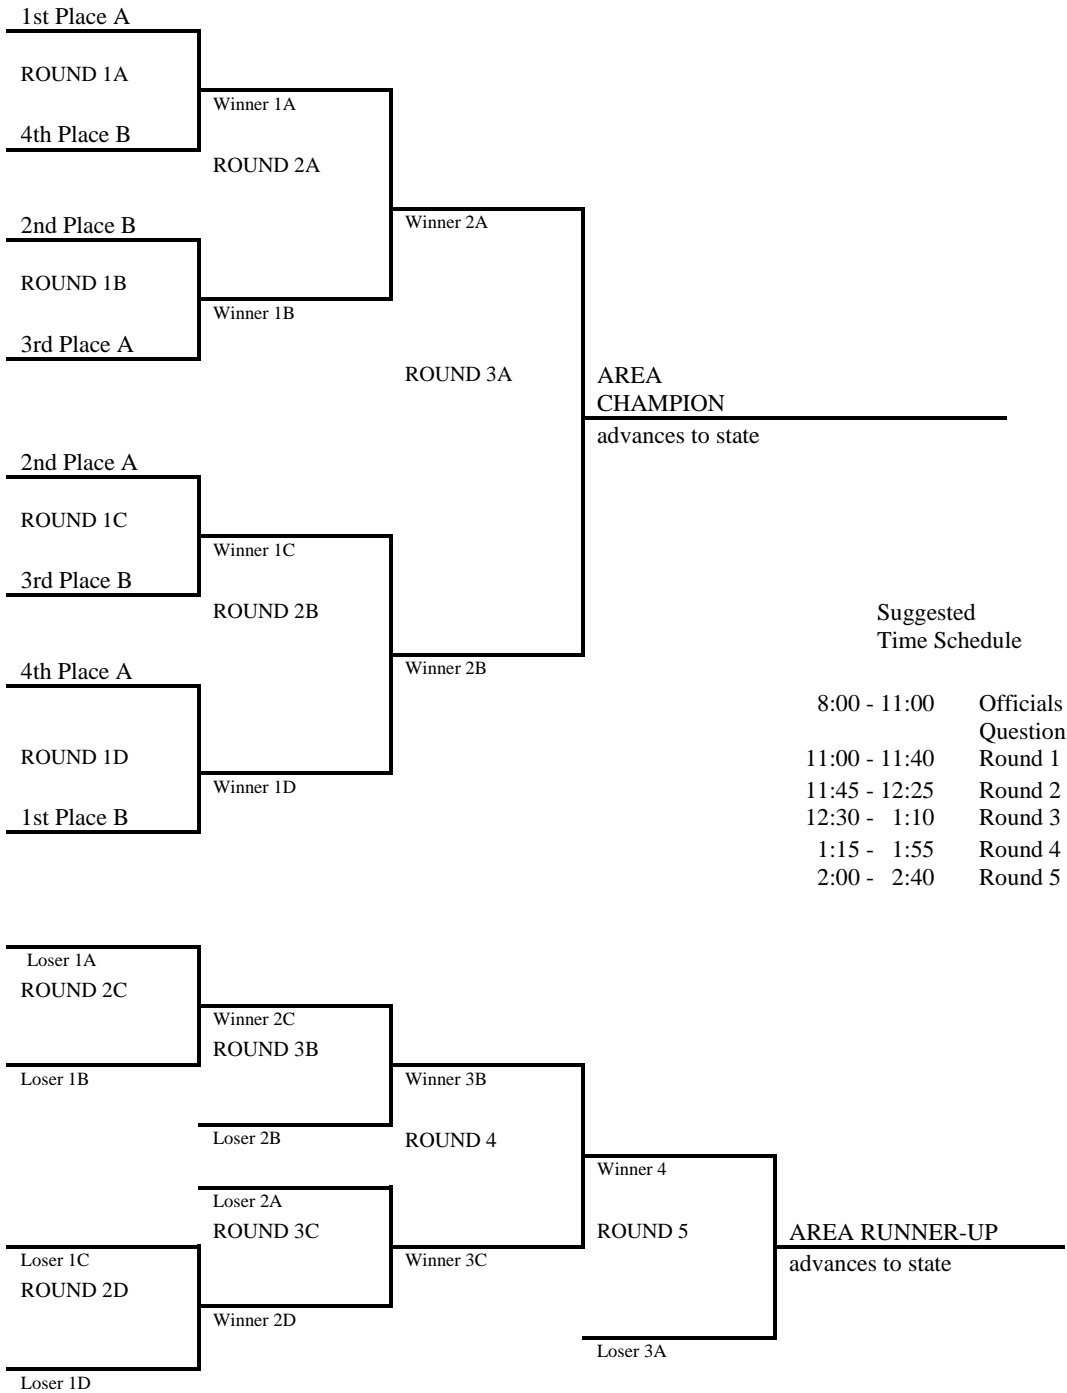 1st Place A
ROUND 1A
Winner 1A
4th Place B
ROUND 2A
2nd Place B
Winner 2A
ROUND 1B
Winner 1B
3rd Place A
ROUND 3A
AREA
CHAMPION
advances to state
2nd Place A
ROUND 1C
Winner 1C
3rd Place B
ROUND 2B
Winner 2B
4th Place A
ROUND 1D
Winner 1D
1st Place B
Suggested
Time Schedule
8:00 - 11:00 Officials
Question
11:00 - 11:40 Round 1
11:45 - 12:25 Round 2
12:30 - 1:10 Round 3
1:15 - 1:55 Round 4
2:00 - 2:40 Round 5
Loser 1A
ROUND 2C
Winner 2C
ROUND 3B
Loser 1B
Winner 3B
Loser 2B
ROUND 4
Winner 4
Loser 2A
ROUND 3C
ROUND 5
AREA RUNNER-UP
advances to state
Loser 1C
Winner 3C
ROUND 2D
Winner 2D
Loser 3A
Loser 1D